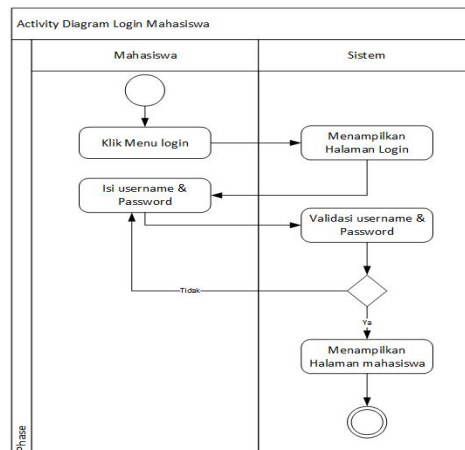 Activity Diagram Login Mahasiswa
Mahasiswa
Sistem
Klik Menu login
Menampilkan
Halaman Login
Isi username &
Password
Validasi username &
Password
Tidak
Ya
Menampilkan
Halaman mahasiswa
Phase